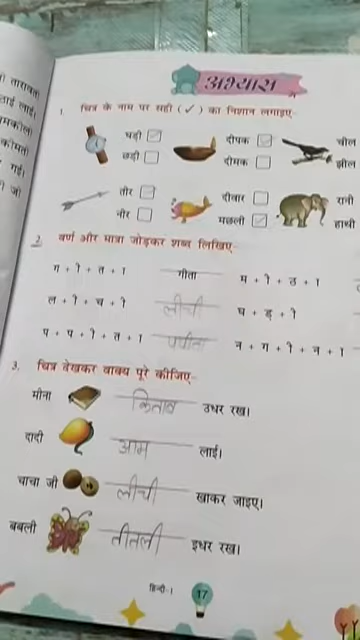 अभ्यास
1. चित्र के नाम पर सही (✓) का निशान लगाइए-
घड़ी ✓ दीपक ✓ चील
छड़ी दीमक झील
तीर ✓ दीवार रानी
नीर मछली ✓ हाथी
2. वर्ण और मात्रा जोड़कर शब्द लिखिए-
ग + ी + त + ा गीता म + ी + ठ + ा
ल + ी + च + ी लीची घ + ड़ + ी
प + प + ी + त + ा पपीता न + ग + ी + न + ा
3. चित्र देखकर वाक्य पूरे कीजिए-
मीना किताब उधर रख।
दादी आम लाई।
चाचा जी लीची खाकर जाइए।
बबली तीतली इधर रख।
हिन्दी-1 17